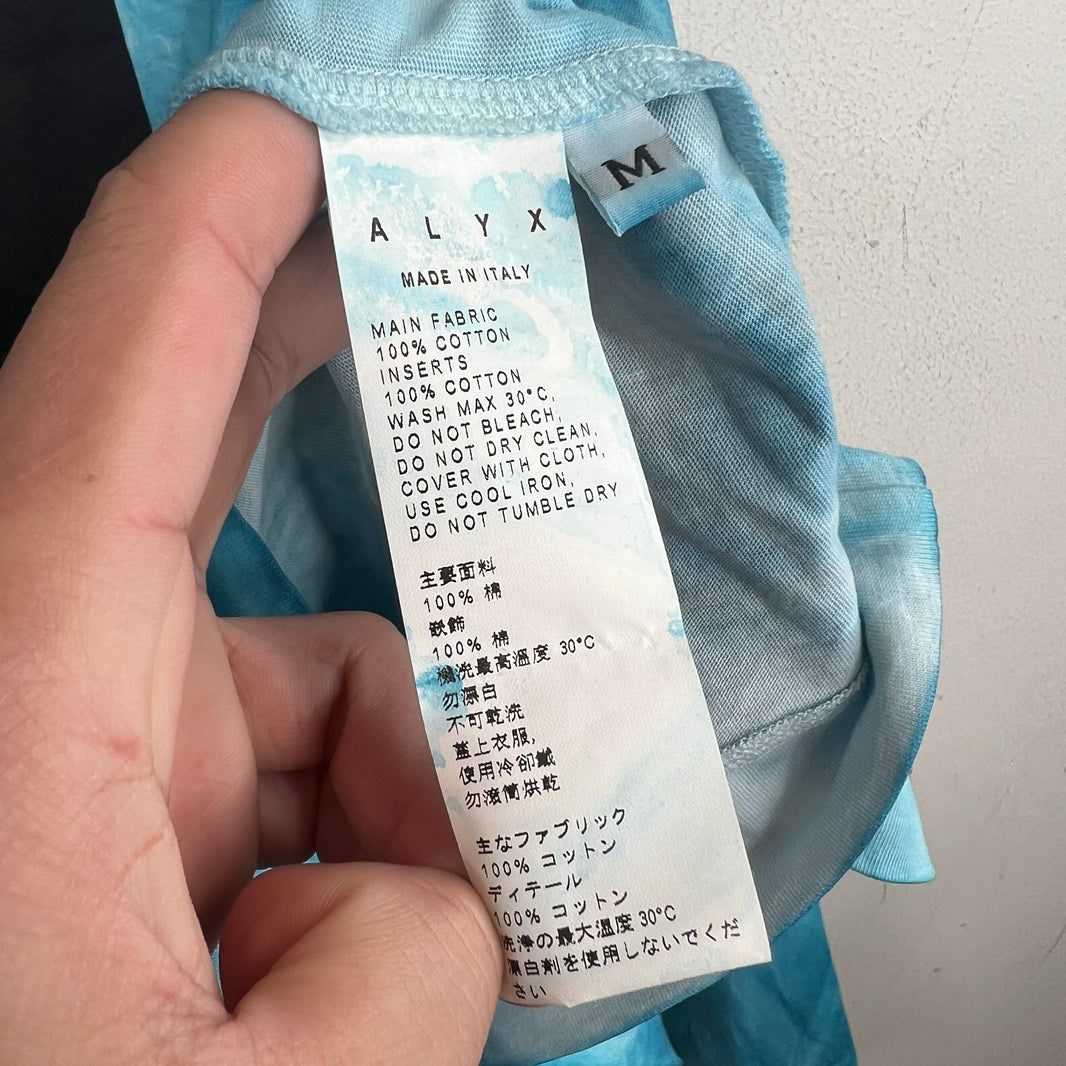 M
A L Y X
MADE IN ITALY
MAIN FABRIC
100% COTTON
INSERTS
100% COTTON
WASH MAX 30°C,
DO NOT BLEACH,
DO NOT DRY CLEAN,
COVER WITH CLOTH,
USE COOL IRON,
DO NOT TUMBLE DRY
主要面料
100% 棉
嵌飾
100% 棉
機洗最高溫度 30°C
勿漂白
不可乾洗
蓋上衣服,
使用冷卻鐵
勿滾筒烘乾
主なファブリック
100% コットン
ディテール
100% コットン
洗浄の最大溫度 30°C
漂白剤を使用しないでくだ
さい